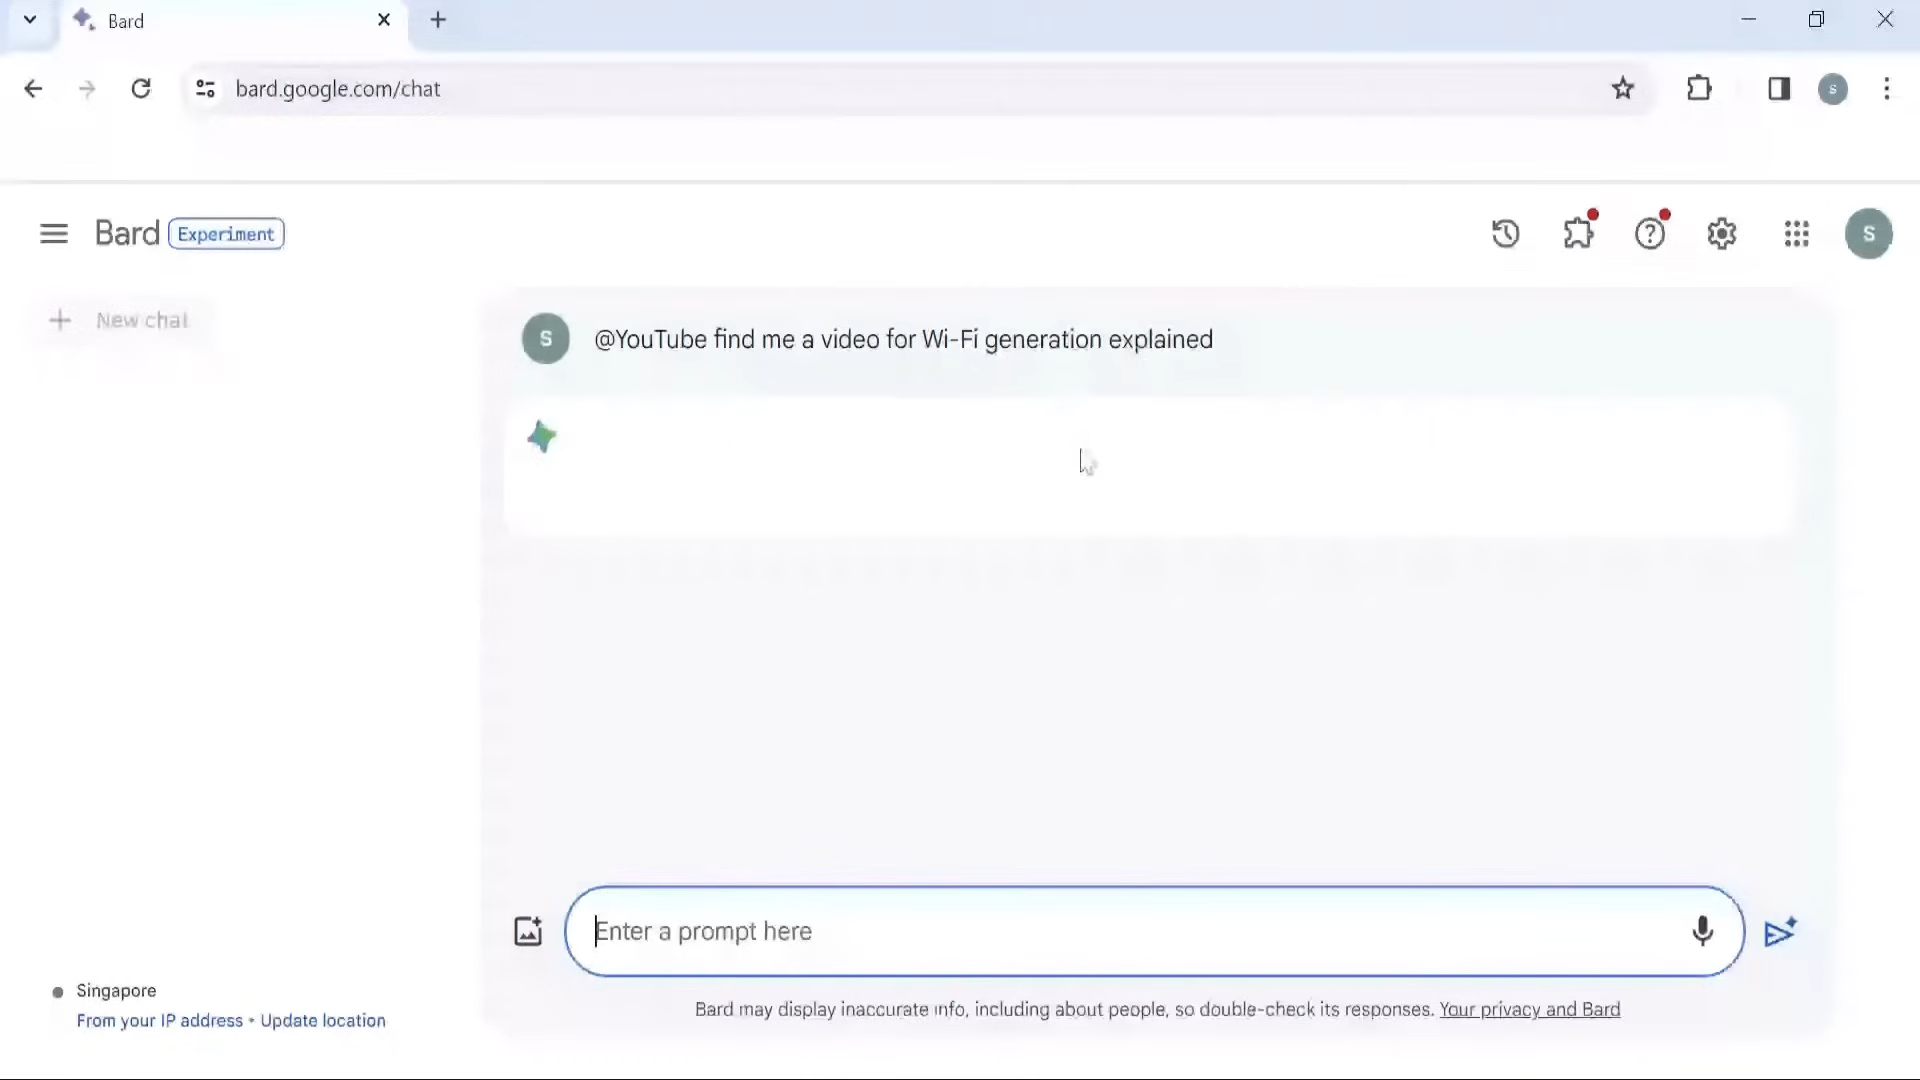 Bard
bard.google.com/chat
S
Bard Experiment
S
New chat
S @YouTube find me a video for Wi-Fi generation explained
Enter a prompt here
Singapore
From your IP address • Update location
Bard may display inaccurate info, including about people, so double-check its responses. Your privacy and Bard